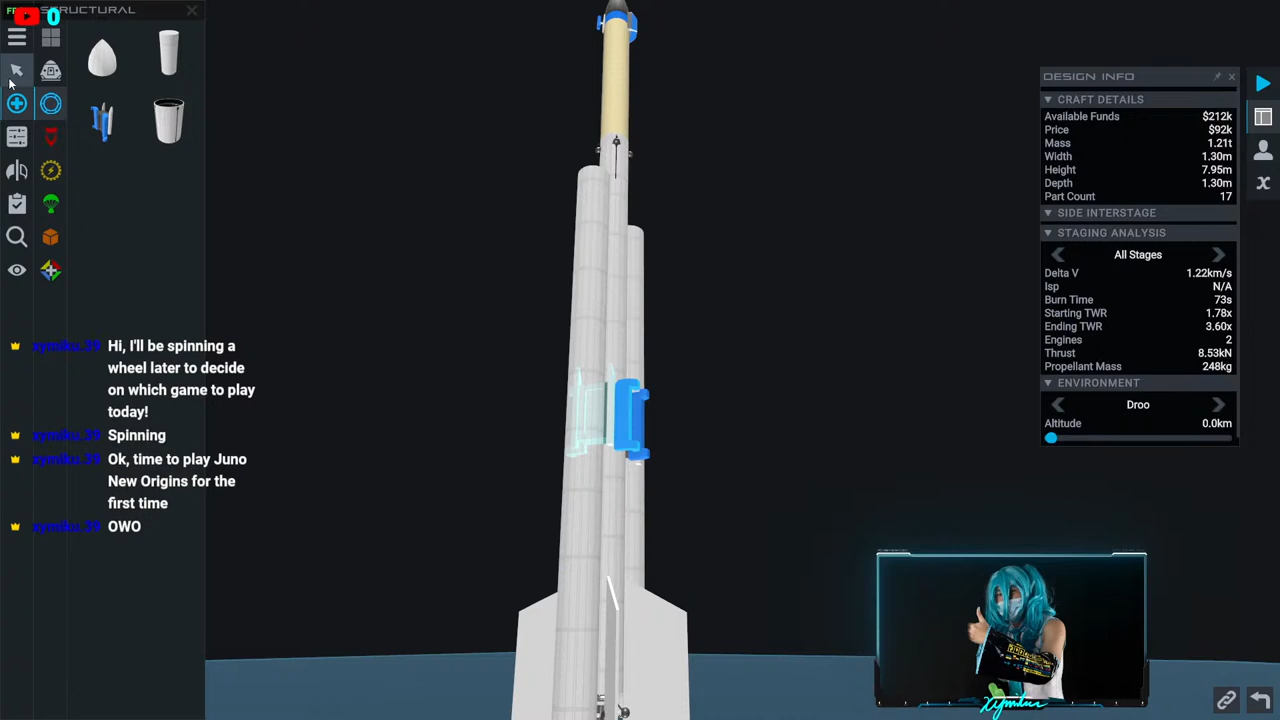 0
STRUCTURAL
Hi, I'll be spinning a
wheel later to decide
on which game to play
today!
Spinning
Ok, time to play Juno
New Origins for the
first time
OWO
DESIGN INFO
CRAFT DETAILS
Available Funds $212k
Price $92k
Mass 1.21t
Width 1.30m
Height 7.95m
Depth 1.30m
Part Count 17
SIDE INTERSTAGE
STAGING ANALYSIS
All Stages
Delta V 1.22km/s
Isp N/A
Burn Time 73s
Starting TWR 1.78x
Ending TWR 3.60x
Engines 2
Thrust 8.53kN
Propellant Mass 248kg
ENVIRONMENT
Droo
Altitude 0.0km
x